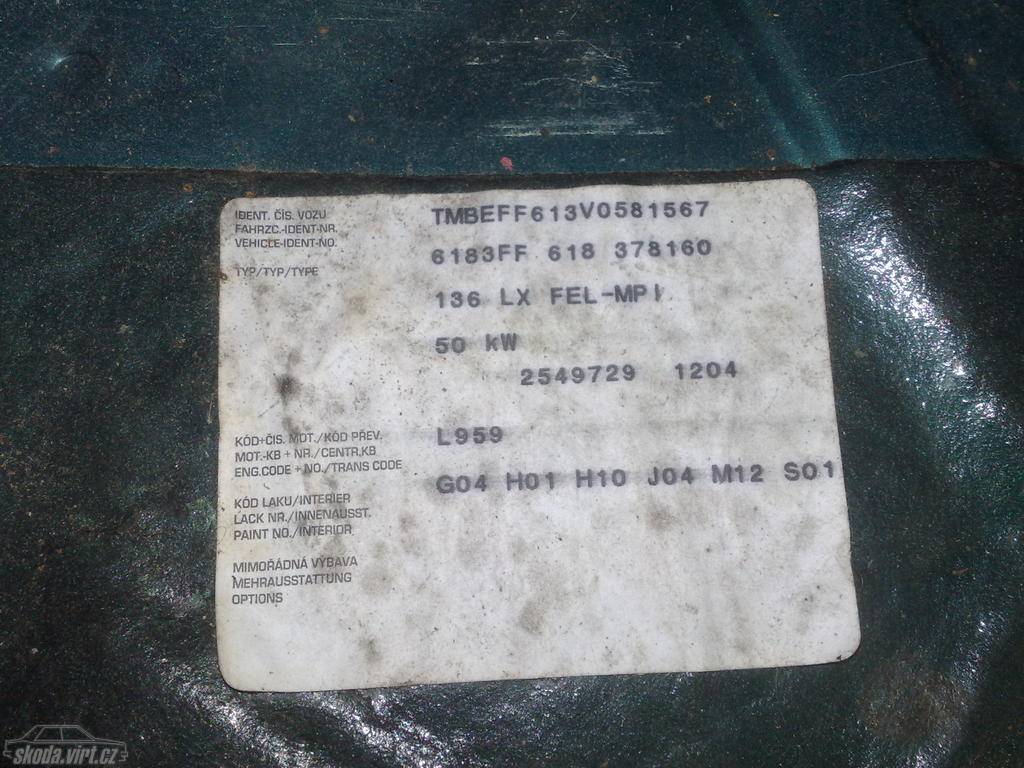 IDENT. ČÍS. VOZU
FAHRZG.-IDENT-NR.
VEHICLE-IDENT-NO.
TMBEFF613V0581567
6183FF 618 378160
TYP/TYP/TYPE
136 LX FEL-MPI
50 kW
2549729 1204
KÓD+ČIS. MOT./KÓD PŘEV.
MOT.-KB + NR./CENTR.KB
ENG.CODE + NO./TRANS CODE
L959
G04 H01 H10 J04 M12 S01
KÓD LAKU/INTERIER
LACK NR./INNENAUSST.
PAINT NO./INTERIOR
MIMOŘÁDNÁ VÝBAVA
MEHRAUSSTATTUNG
OPTIONS
skoda.virt.cz